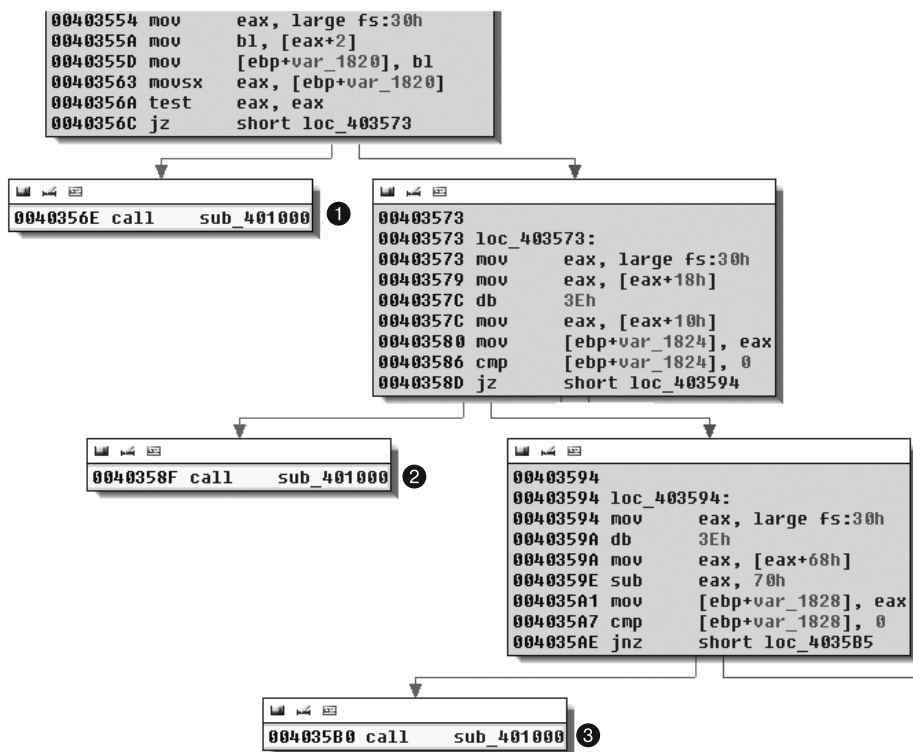 00403554 mov eax, large fs:30h
0040355A mov bl, [eax+2]
0040355D mov [ebp+var_1820], bl
00403563 movsx eax, [ebp+var_1820]
0040356A test eax, eax
0040356C jz short loc_403573
0040356E call sub_401000
1
00403573
00403573 loc_403573:
00403573 mov eax, large fs:30h
00403579 mov eax, [eax+18h]
0040357C db 3Eh
0040357C mov eax, [eax+10h]
00403580 mov [ebp+var_1824], eax
00403586 cmp [ebp+var_1824], 0
0040358D jz short loc_403594
0040358F call sub_401000
2
00403594
00403594 loc_403594:
00403594 mov eax, large fs:30h
0040359A db 3Eh
0040359A mov eax, [eax+68h]
0040359E sub eax, 70h
004035A1 mov [ebp+var_1828], eax
004035A7 cmp [ebp+var_1828], 0
004035AE jnz short loc_4035B5
004035B0 call sub_401000
3